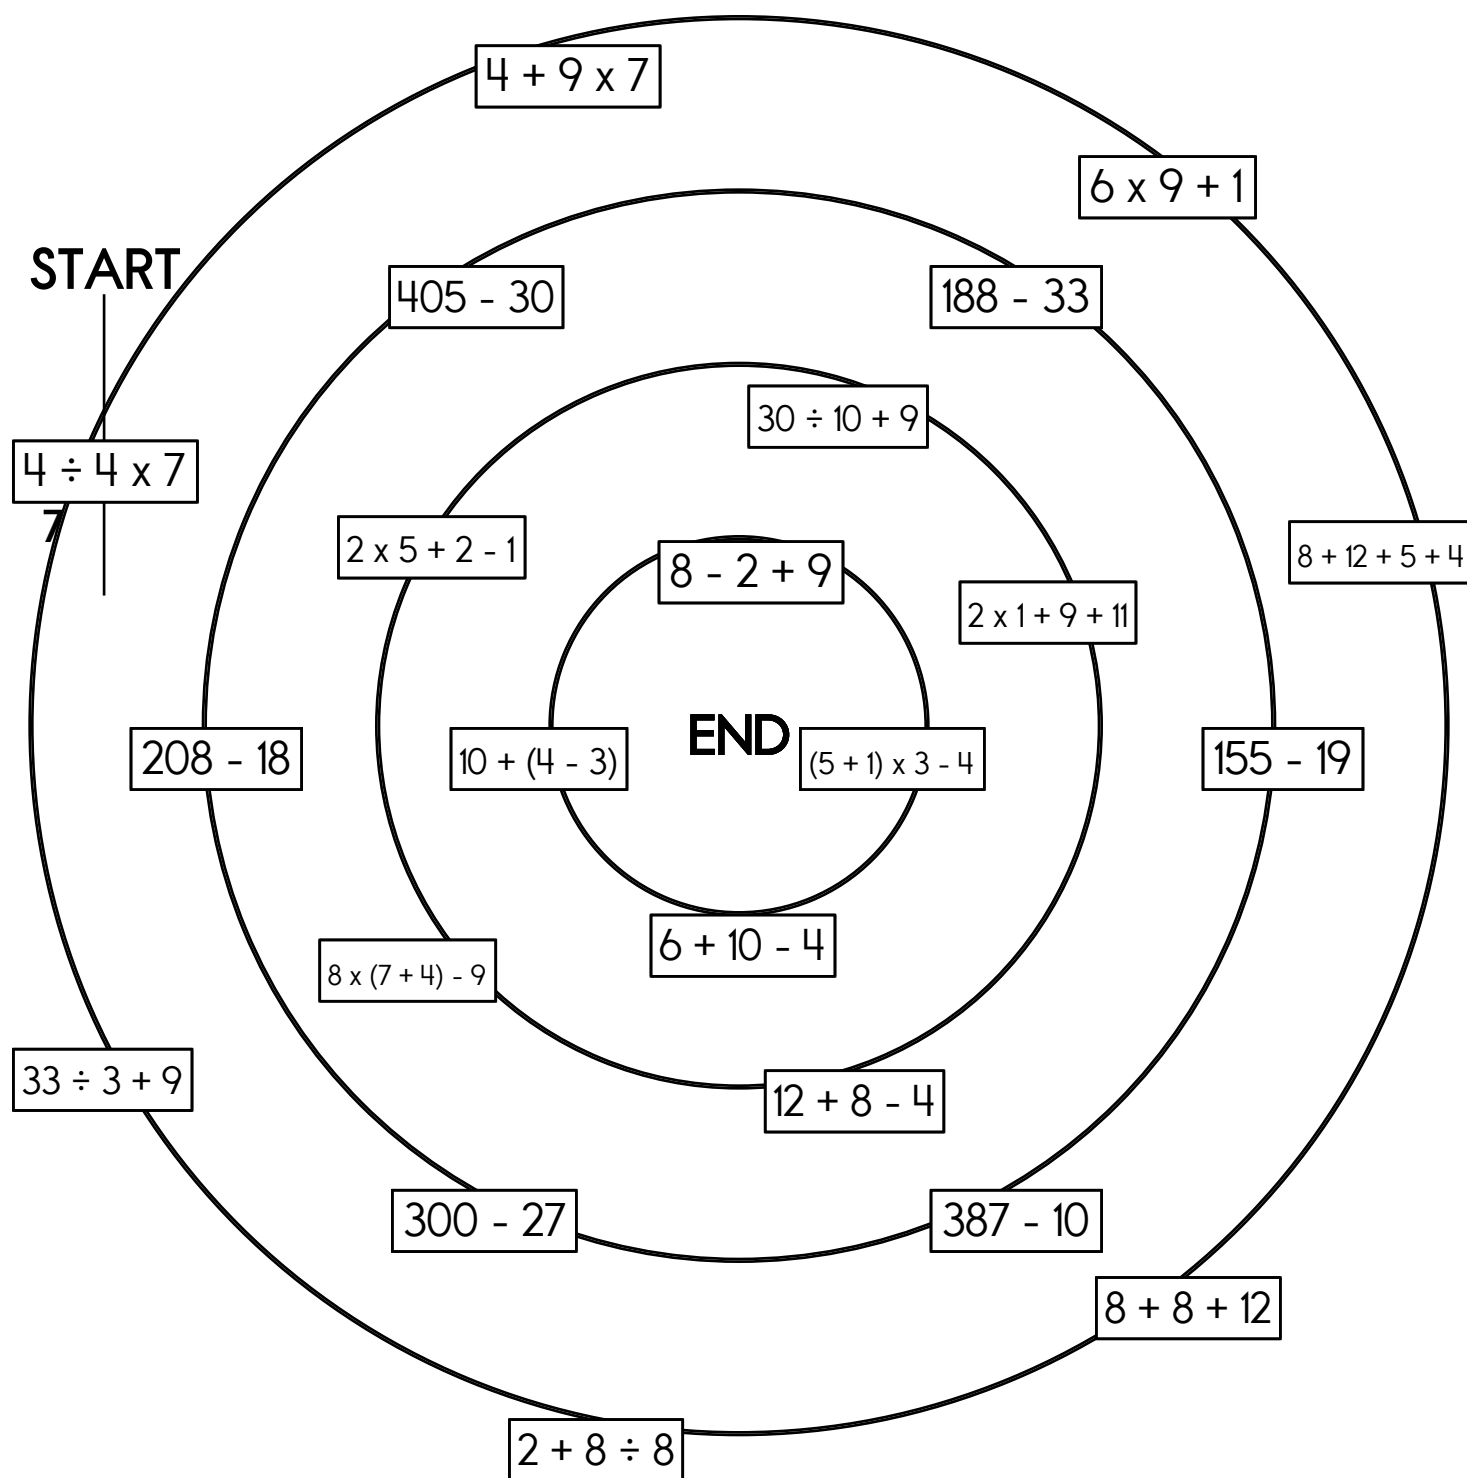 4 + 9 x 7
6 x 9 + 1
START
405 - 30
188 - 33
30 ÷ 10 + 9
4 ÷ 4 x 7
7
2 x 5 + 2 - 1
8 + 12 + 5 + 4
8 - 2 + 9
2 x 1 + 9 + 11
END
208 - 18
10 + (4 - 3)
(5 + 1) x 3 - 4
155 - 19
6 + 10 - 4
8 x (7 + 4) - 9
33 ÷ 3 + 9
12 + 8 - 4
300 - 27
387 - 10
8 + 8 + 12
2 + 8 ÷ 8